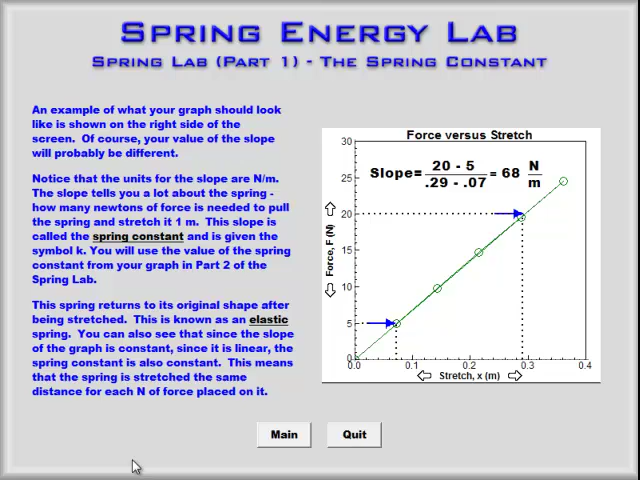 Spring Energy Lab
Spring Lab (Part 1) - The Spring Constant
An example of what your graph should look
like is shown on the right side of the
screen. Of course, your value of the slope
will probably be different.
Notice that the units for the slope are N/m.
The slope tells you a lot about the spring -
how many newtons of force is needed to pull
the spring and stretch it 1 m. This slope is
called the spring constant and is given the
symbol k. You will use the value of the spring
constant from your graph in Part 2 of the
Spring Lab.
This spring returns to its original shape after
being stretched. This is known as an elastic
spring. You can also see that since the slope
of the graph is constant, since it is linear, the
spring constant is also constant. This means
that the spring is stretched the same
distance for each N of force placed on it.
Force versus Stretch
Slope= 20 - 5 / .29 - .07 = 68 N / m
30
25
20
15
10
5
0
Force, F (N)
0.0 0.1 0.2 0.3 0.4
Stretch, x (m)
Main Quit